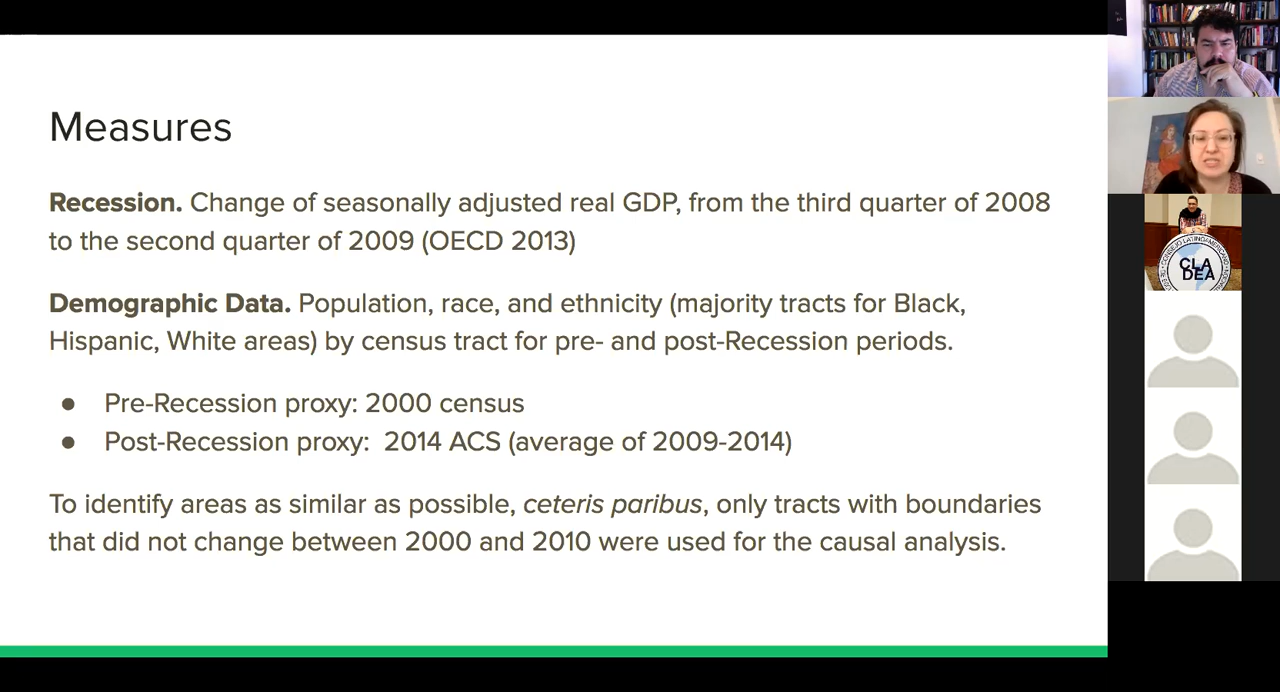 Measures
Recession. Change of seasonally adjusted real GDP, from the third quarter of 2008
to the second quarter of 2009 (OECD 2013)
Demographic Data. Population, race, and ethnicity (majority tracts for Black,
Hispanic, White areas) by census tract for pre- and post-Recession periods.
● Pre-Recession proxy: 2000 census
● Post-Recession proxy:  2014 ACS (average of 2009-2014)
To identify areas as similar as possible, ceteris paribus, only tracts with boundaries
that did not change between 2000 and 2010 were used for the causal analysis.
CONSEJO LATINOAMERICANO
CLA
DEA